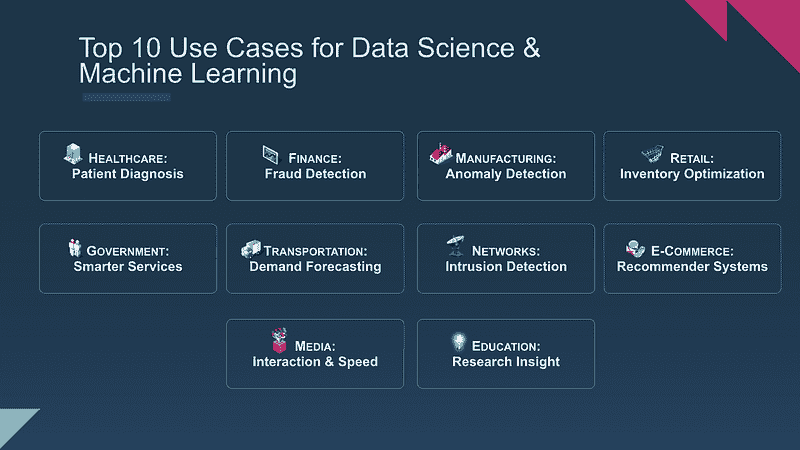 Top 10 Use Cases for Data Science &
Machine Learning
HEALTHCARE:
Patient Diagnosis
FINANCE:
Fraud Detection
MANUFACTURING:
Anomaly Detection
RETAIL:
Inventory Optimization
GOVERNMENT:
Smarter Services
TRANSPORTATION:
Demand Forecasting
NETWORKS:
Intrusion Detection
E-COMMERCE:
Recommender Systems
MEDIA:
Interaction & Speed
EDUCATION:
Research Insight